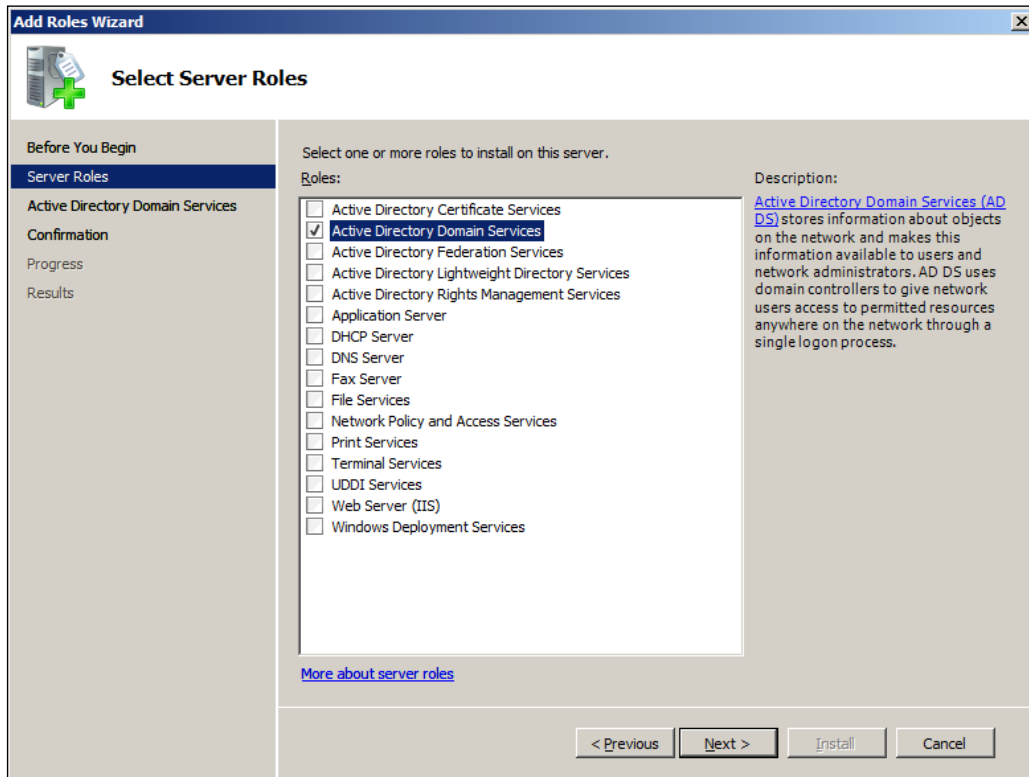 Add Roles Wizard
Select Server Roles
Before You Begin
Server Roles
Active Directory Domain Services
Confirmation
Progress
Results
Select one or more roles to install on this server.
Roles:
Active Directory Certificate Services
Active Directory Domain Services
Active Directory Federation Services
Active Directory Lightweight Directory Services
Active Directory Rights Management Services
Application Server
DHCP Server
DNS Server
Fax Server
File Services
Network Policy and Access Services
Print Services
Terminal Services
UDDI Services
Web Server (IIS)
Windows Deployment Services
More about server roles
Description:
Active Directory Domain Services (AD
DS) stores information about objects
on the network and makes this
information available to users and
network administrators. AD DS uses
domain controllers to give network
users access to permitted resources
anywhere on the network through a
single logon process.
< Previous
Next >
Install
Cancel